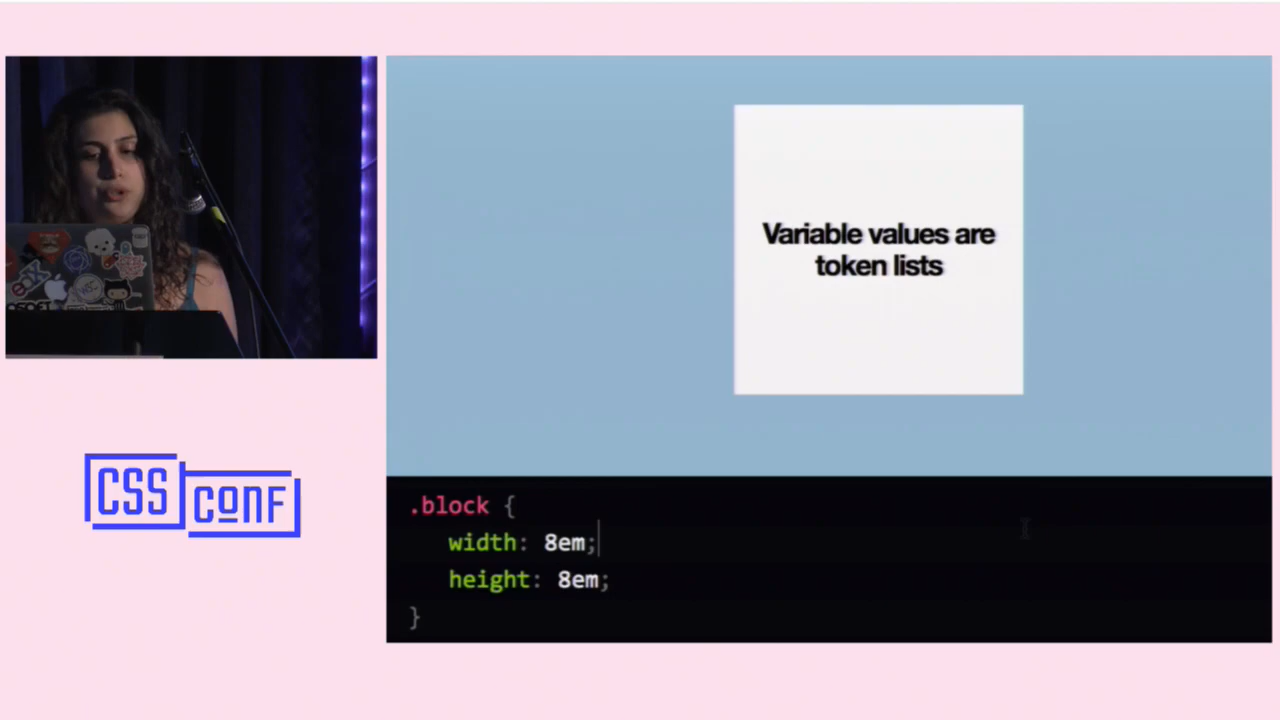 Variable values are
token lists
CSS
CONF
.block {
width: 8em;
height: 8em;
}